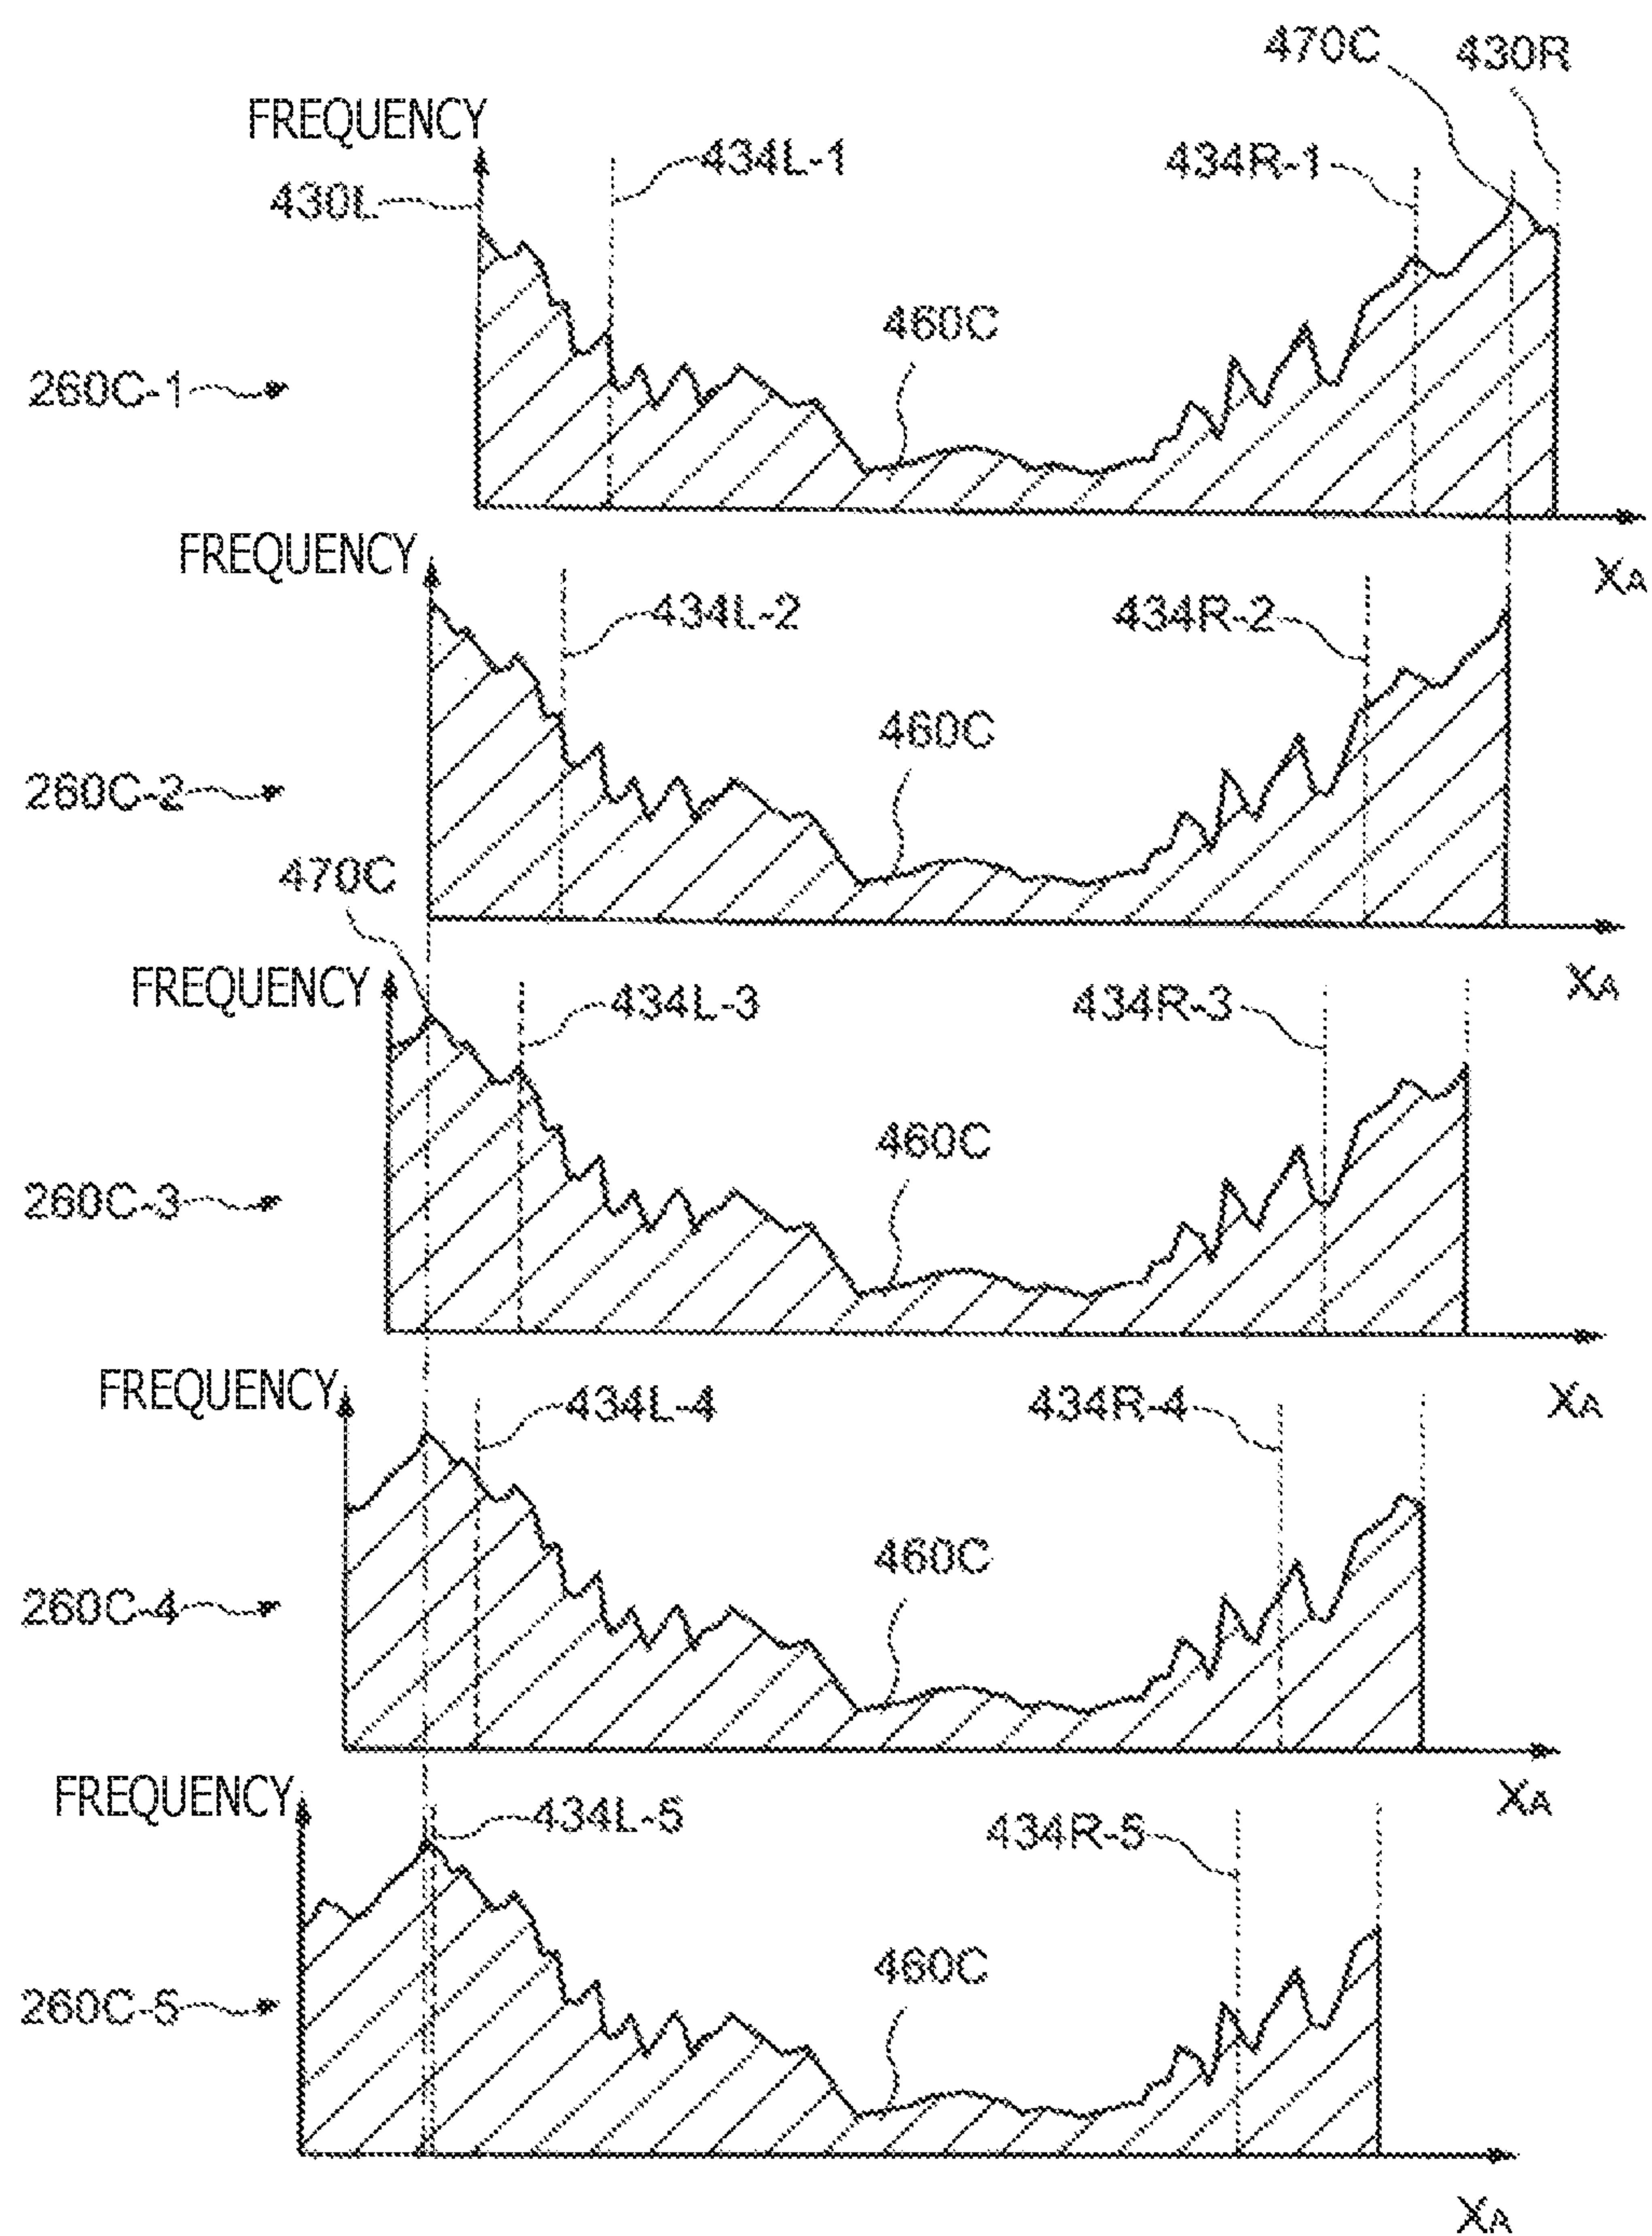 470C 430R
FREQUENCY
434L-1 434R-1
430L
460C
260C-1
FREQUENCY
XA
434L-2 434R-2
460C
260C-2
470C
FREQUENCY
XA
434L-3 434R-3
460C
260C-3
FREQUENCY
XA
434L-4 434R-4
460C
260C-4
FREQUENCY
XA
434L-5 434R-5
460C
260C-5
XA